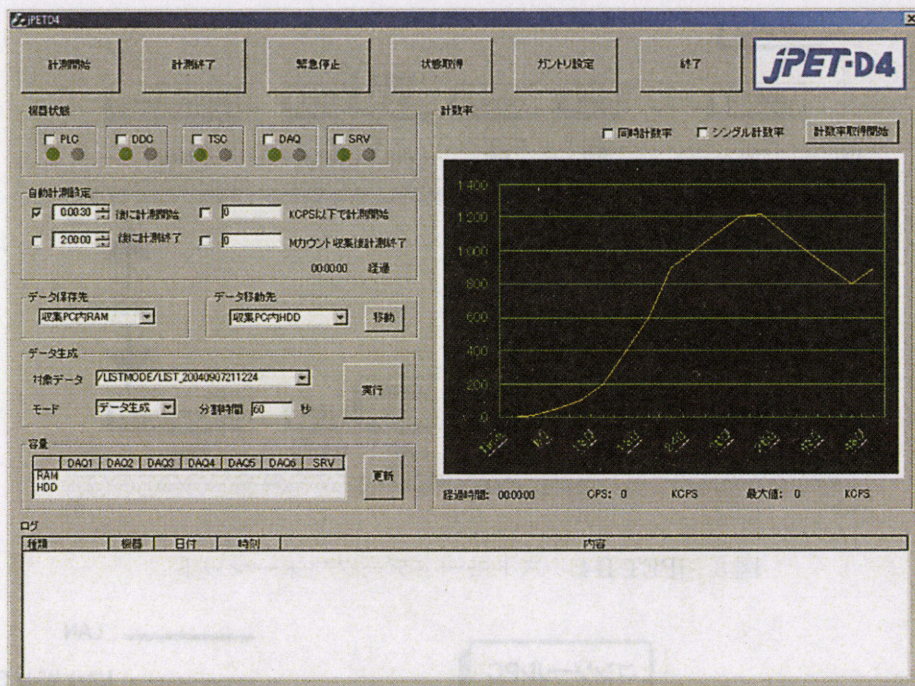 jPETD4
計測開始 計測終了 緊急停止 状態取得 ガントリ設定 終了 jPET-D4
機器状態
PLC DDC TSC DAQ SRV
自動計測設定
0:00:30 後に計測開始 0 KCPS以下で計測開始
2:00:00 後に計測終了 0 Mカウント収集後計測終了
00:00:00 経過
データ保存先 データ移動先
収集PC内RAM 収集PC内HDD 移動
データ生成
対象データ /LISTMODE/LIST_20040907211224
モード データ生成 分割時間 60 秒 実行
容量
DAQ1 DAQ2 DAQ3 DAQ4 DAQ5 DAQ6 SRV
RAM
HDD
更新
計数率
同時計数率 シングル計数率 計数率取得開始
1400
1200
1000
800
600
400
200
0
経過時間: 00:00:00 CPS: 0 KCPS 最大値: 0 KCPS
ログ
種類 機器 日付 時刻 内容
LAN